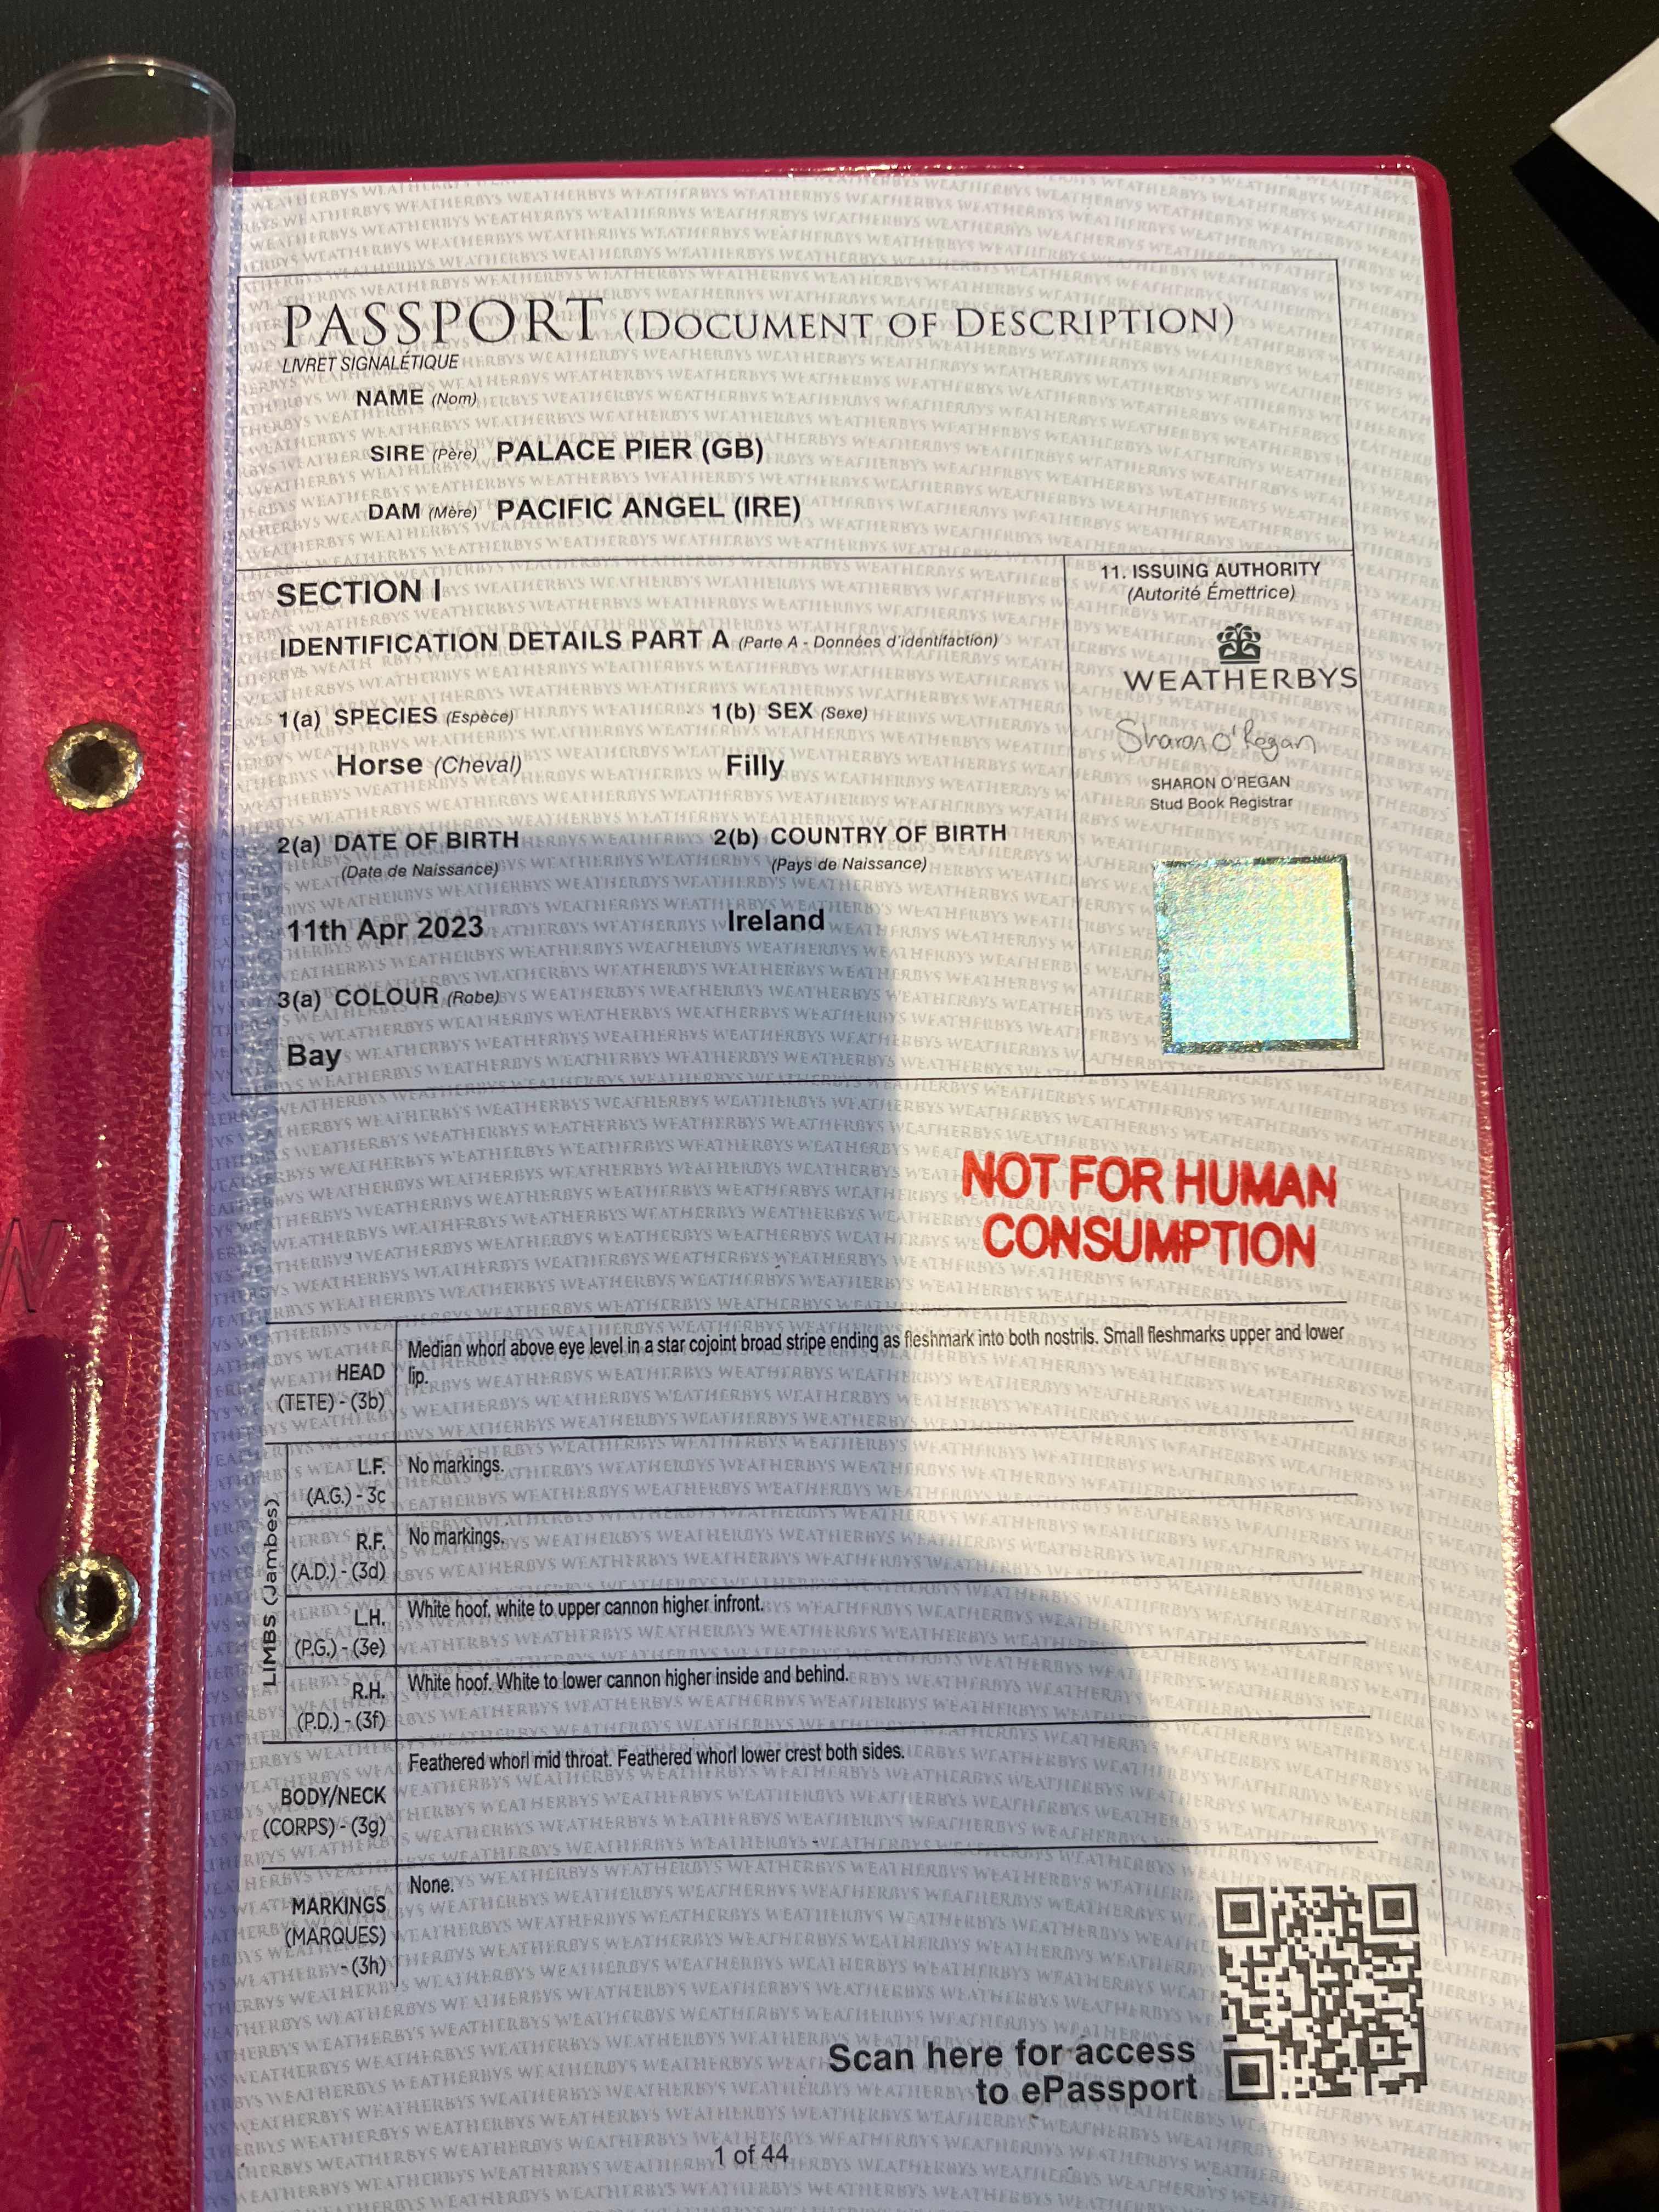 PASSPORT (DOCUMENT OF DESCRIPTION)
LIVRET SIGNALÉTIQUE
NAME (Nom)
SIRE (Père) PALACE PIER (GB)
DAM (Mère) PACIFIC ANGEL (IRE)
SECTION I
IDENTIFICATION DETAILS PART A (Parte A - Données d'identifaction)
1(a) SPECIES (Espèce) 1(b) SEX (Sexe)
Horse (Cheval) Filly
2(a) DATE OF BIRTH 2(b) COUNTRY OF BIRTH
(Date de Naissance) (Pays de Naissance)
11th Apr 2023 Ireland
3(a) COLOUR (Robe)
Bay
11. ISSUING AUTHORITY
(Autorité Émettrice)
WEATHERBYS
Sharon O'Regan
SHARON O'REGAN
Stud Book Registrar
NOT FOR HUMAN
CONSUMPTION
HEAD
(TETE) - (3b)
Median whorl above eye level in a star cojoint broad stripe ending as fleshmark into both nostrils. Small fleshmarks upper and lower
lip.
LIMBS (Jambes)
L.F. No markings.
(A.G.) - 3c
R.F. No markings.
(A.D.) - (3d)
L.H. White hoof, white to upper cannon higher infront.
(P.G.) - (3e)
R.H. White hoof. White to lower cannon higher inside and behind.
(P.D.) - (3f)
BODY/NECK
(CORPS) - (3g)
Feathered whorl mid throat. Feathered whorl lower crest both sides.
MARKINGS
(MARQUES)
- (3h)
None.
Scan here for access
to ePassport
1 of 44